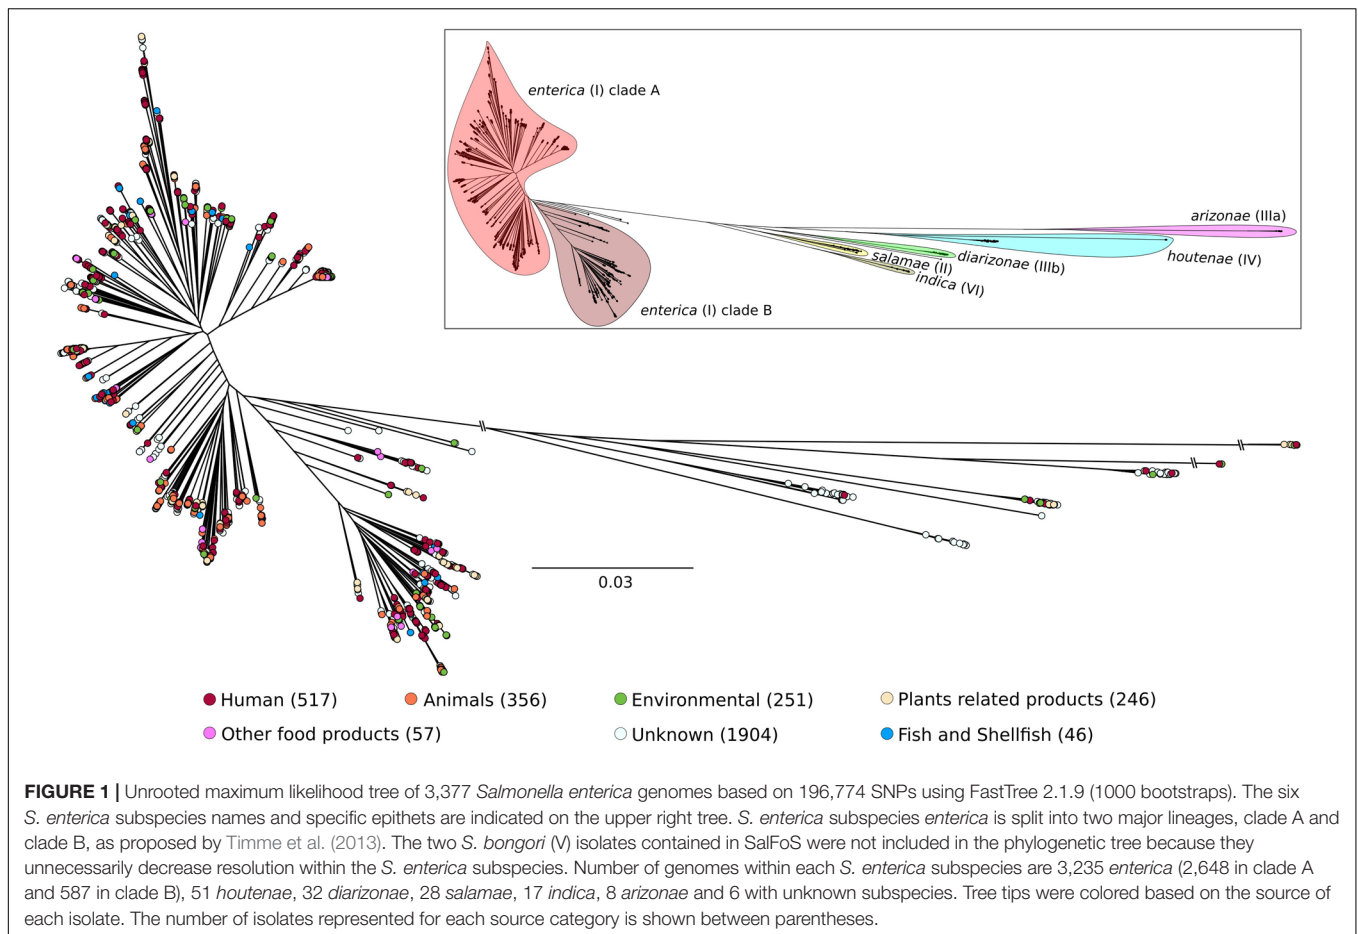 enterica (I) clade A
arizonae (IIIa)
salamae (II)
diarizonae (IIIb)
houtenae (IV)
indica (VI)
enterica (I) clade B
0.03
Human (517)
Animals (356)
Environmental (251)
Plants related products (246)
Other food products (57)
Unknown (1904)
Fish and Shellfish (46)
FIGURE 1 | Unrooted maximum likelihood tree of 3,377 Salmonella enterica genomes based on 196,774 SNPs using FastTree 2.1.9 (1000 bootstraps). The six
S. enterica subspecies names and specific epithets are indicated on the upper right tree. S. enterica subspecies enterica is split into two major lineages, clade A and
clade B, as proposed by Timme et al. (2013). The two S. bongori (V) isolates contained in SalFoS were not included in the phylogenetic tree because they
unnecessarily decrease resolution within the S. enterica subspecies. Number of genomes within each S. enterica subspecies are 3,235 enterica (2,648 in clade A
and 587 in clade B), 51 houtenae, 32 diarizonae, 28 salamae, 17 indica, 8 arizonae and 6 with unknown subspecies. Tree tips were colored based on the source of
each isolate. The number of isolates represented for each source category is shown between parentheses.